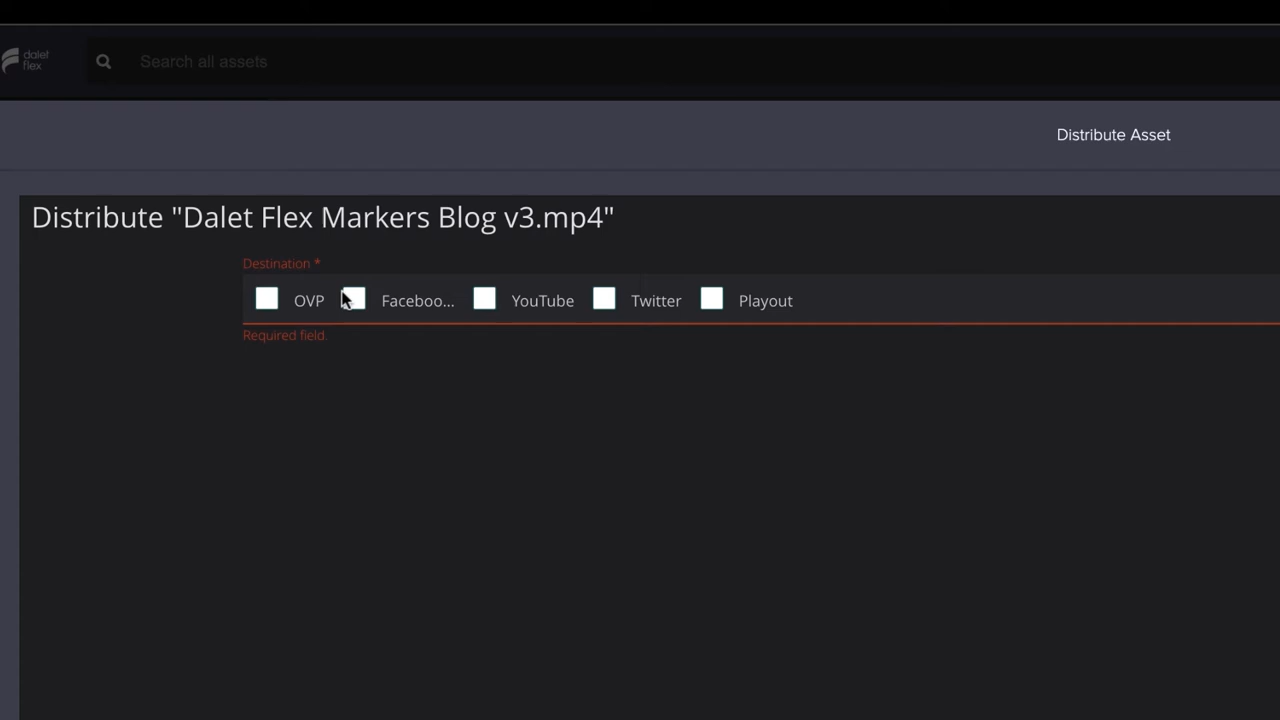 dalet
flex
Search all assets
Distribute Asset
Distribute "Dalet Flex Markers Blog v3.mp4"
Destination *
OVP Faceboo... YouTube Twitter Playout
Required field.